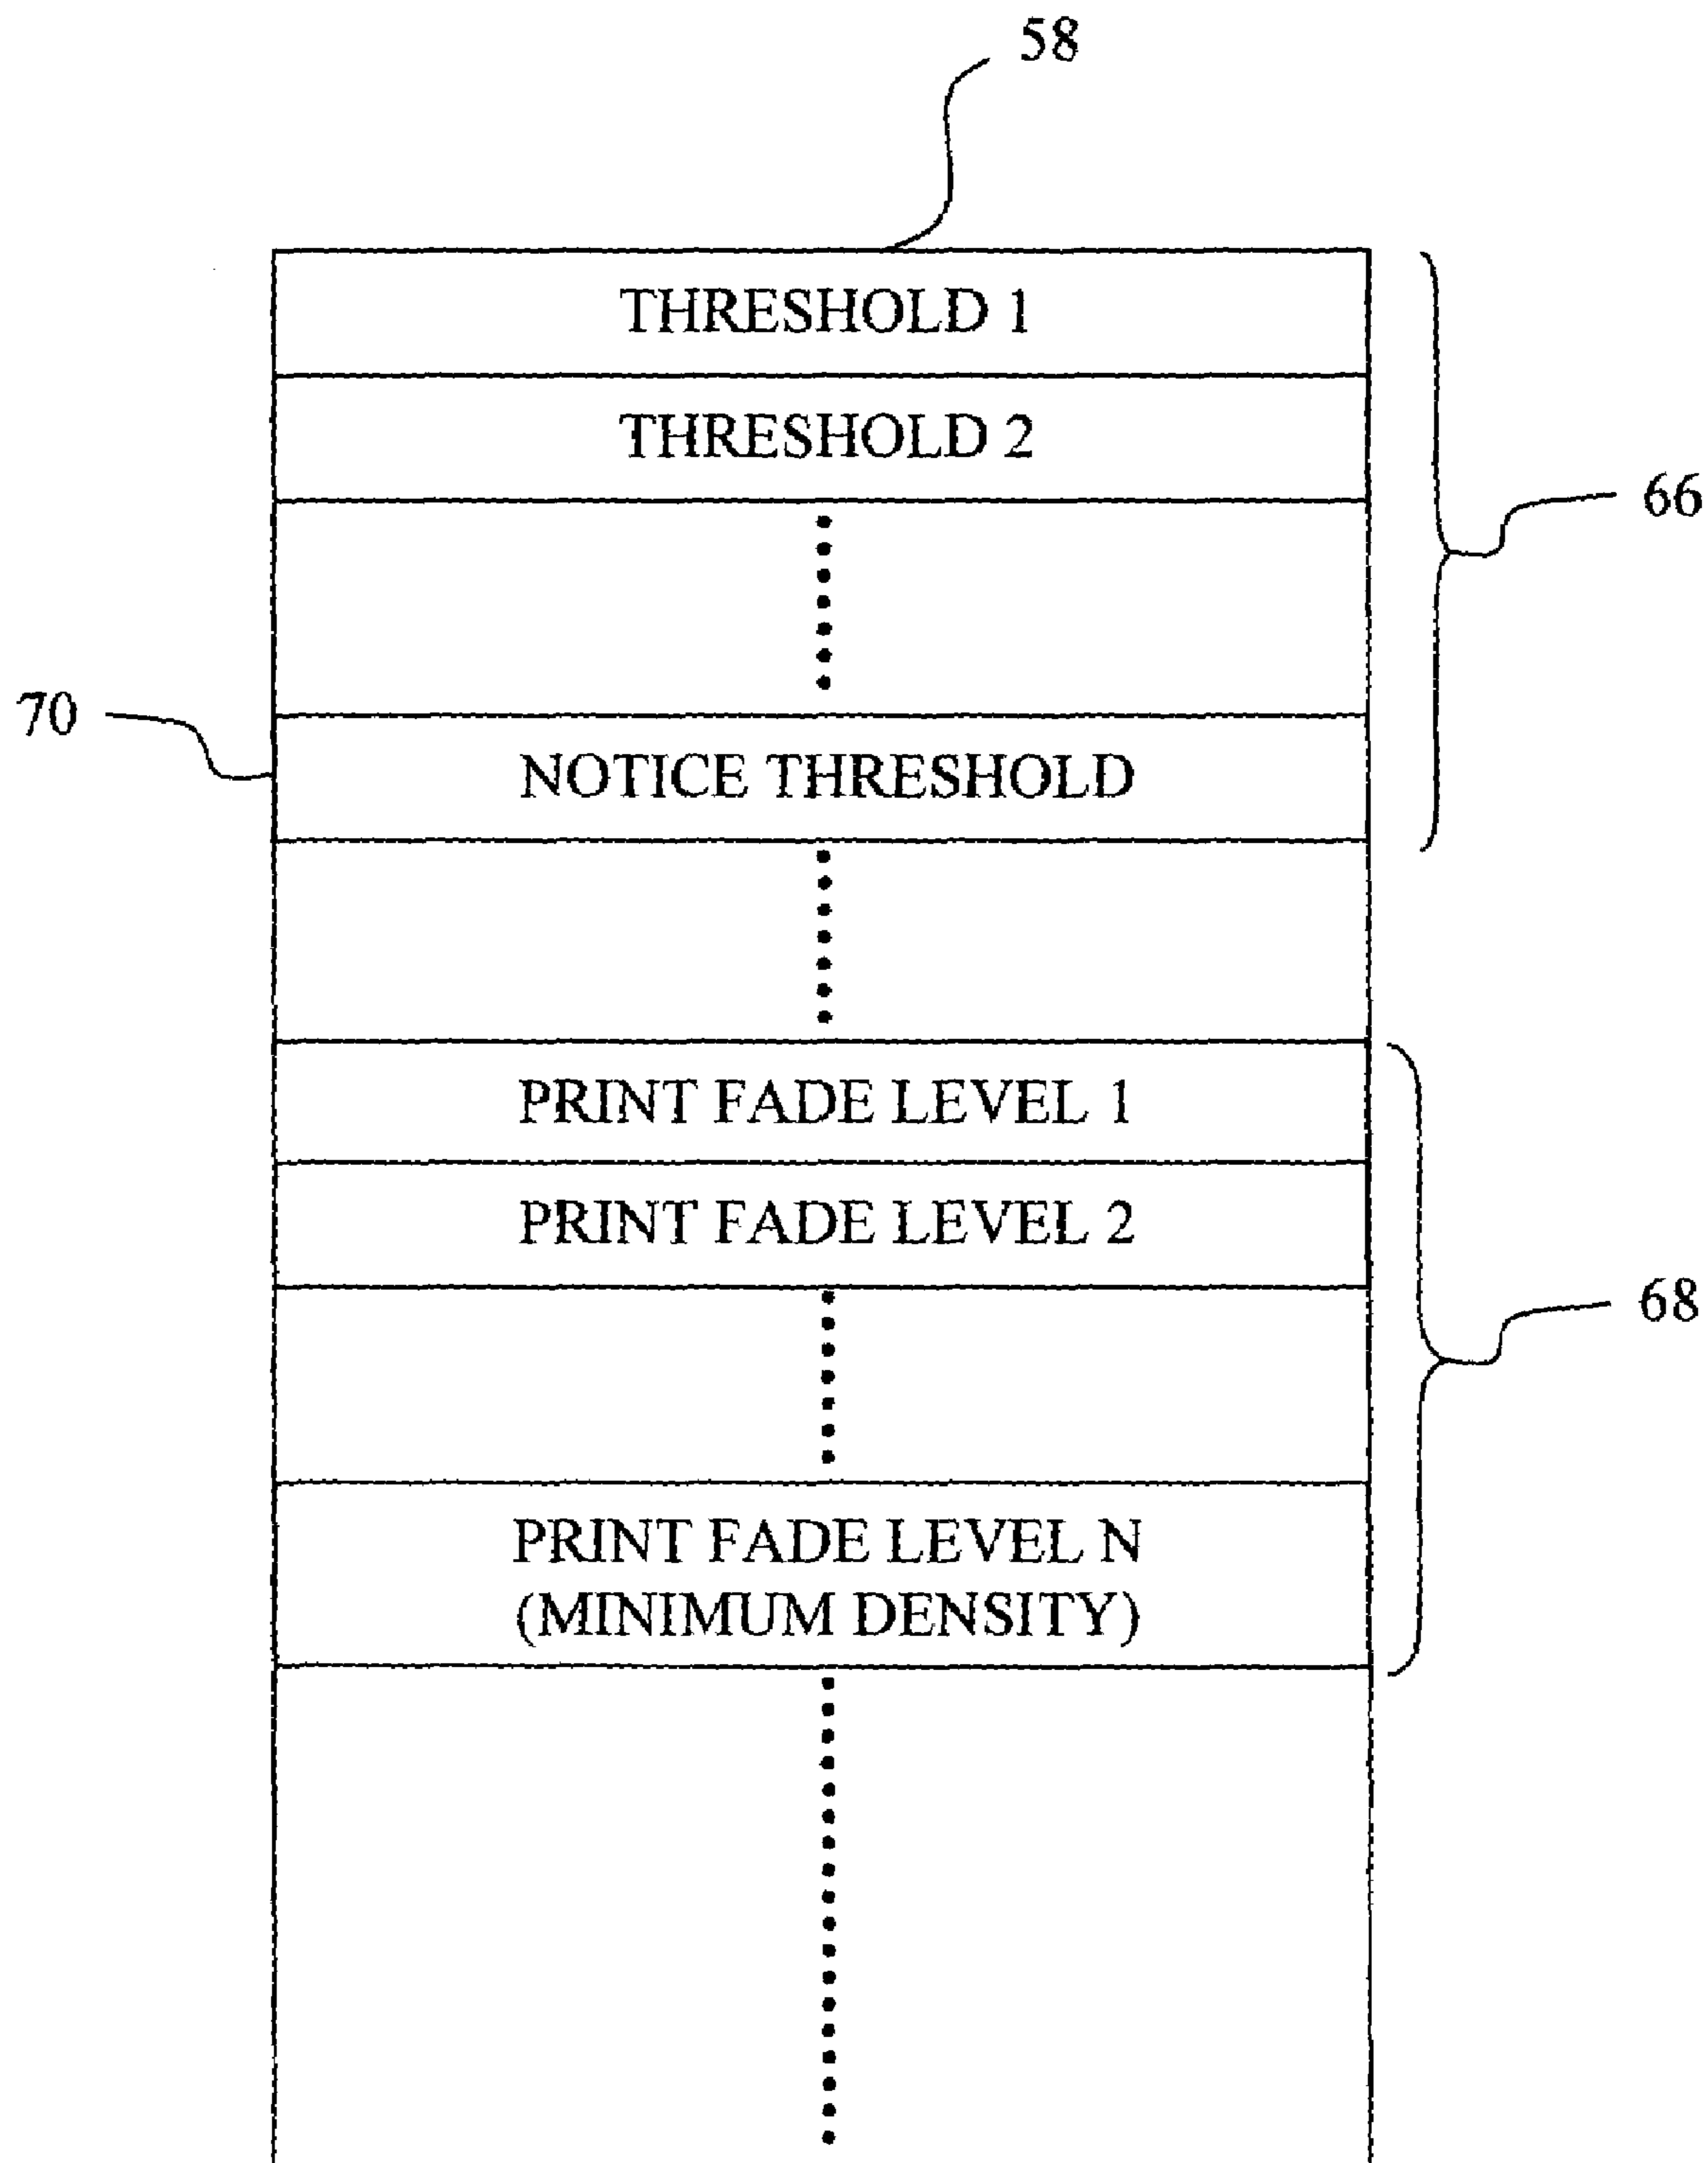 58
THRESHOLD 1
THRESHOLD 2
66
70
NOTICE THRESHOLD
PRINT FADE LEVEL 1
PRINT FADE LEVEL 2
68
PRINT FADE LEVEL N
(MINIMUM DENSITY)